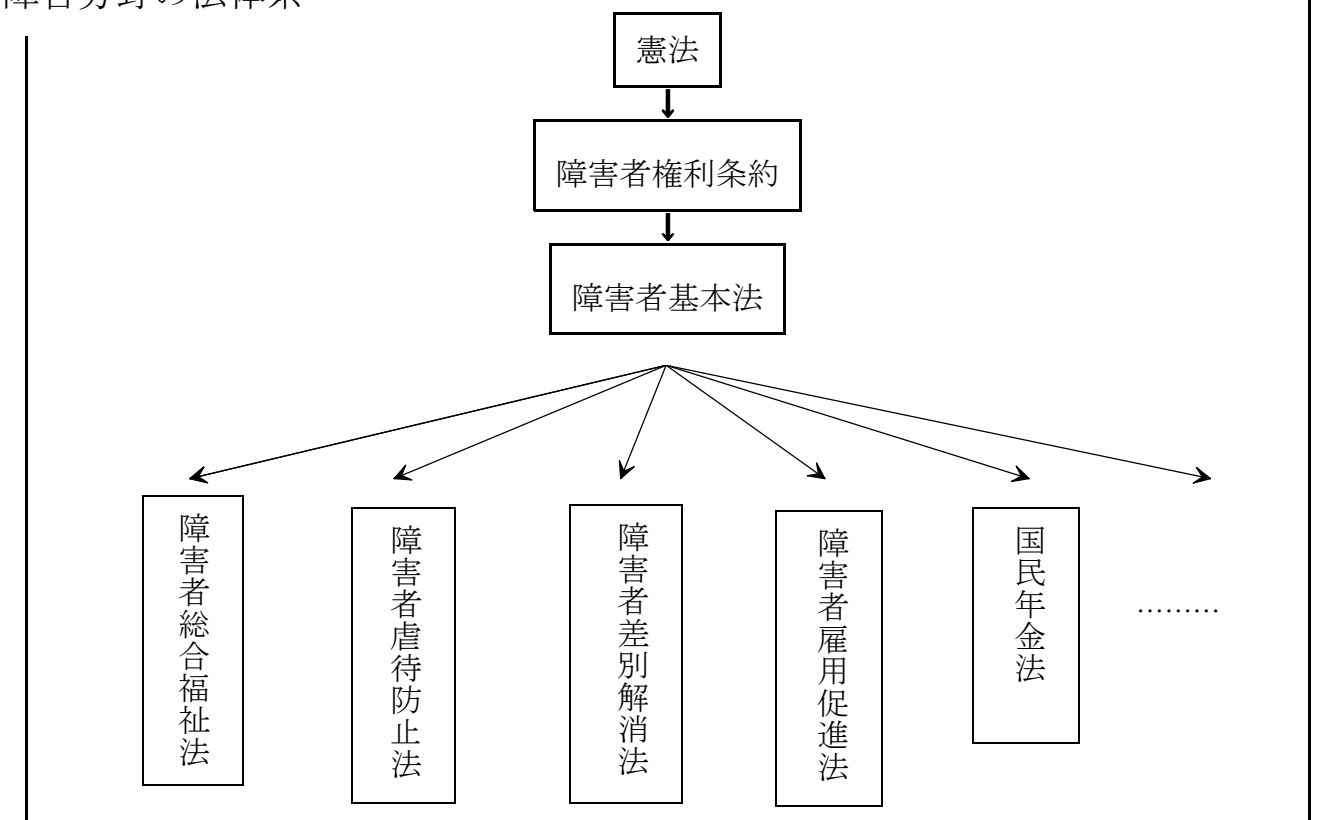 障害分野の法体系
憲法
障害者権利条約
障害者基本法
障害者総合福祉法
障害者虐待防止法
障害者差別解消法
障害者雇用促進法
国民年金法
………